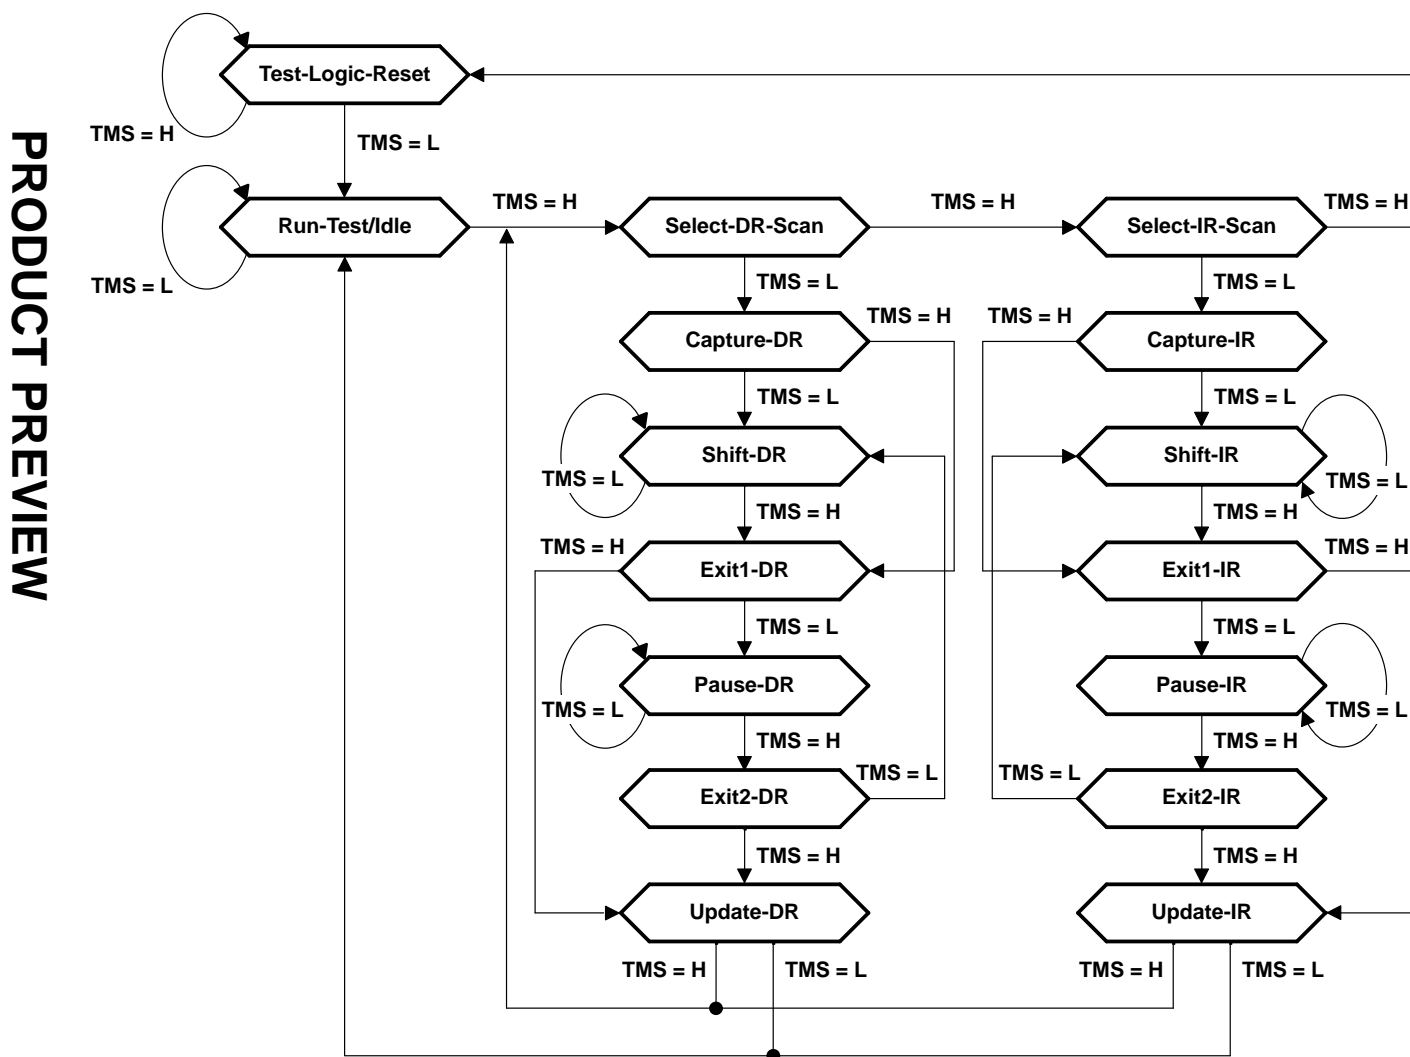 PRODUCT PREVIEW
Test-Logic-Reset
TMS = H
TMS = L
TMS = H
TMS = H
TMS = H
Run-Test/Idle
Select-DR-Scan
Select-IR-Scan
TMS = L
TMS = L
TMS = L
TMS = H
TMS = H
Capture-DR
Capture-IR
TMS = L
TMS = L
Shift-DR
Shift-IR
TMS = L
TMS = L
TMS = H
TMS = H
TMS = H
TMS = H
Exit1-DR
Exit1-IR
TMS = L
TMS = L
Pause-DR
Pause-IR
TMS = L
TMS = L
TMS = H
TMS = H
TMS = L
TMS = L
Exit2-DR
Exit2-IR
TMS = H
TMS = H
Update-DR
Update-IR
TMS = H
TMS = L
TMS = H
TMS = L